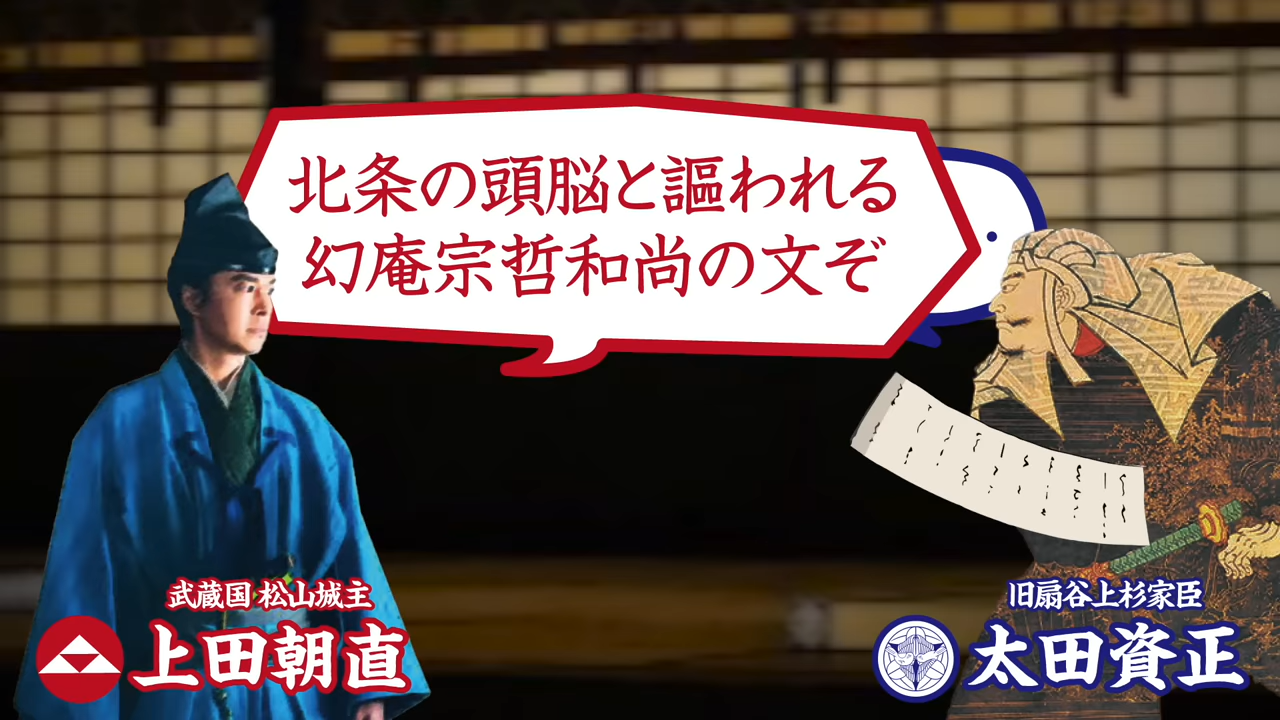 北条の頭脳と謳われる
幻庵宗哲和尚の文ぞ
武蔵国 松山城主
上田朝直
旧扇谷上杉家臣
太田資正